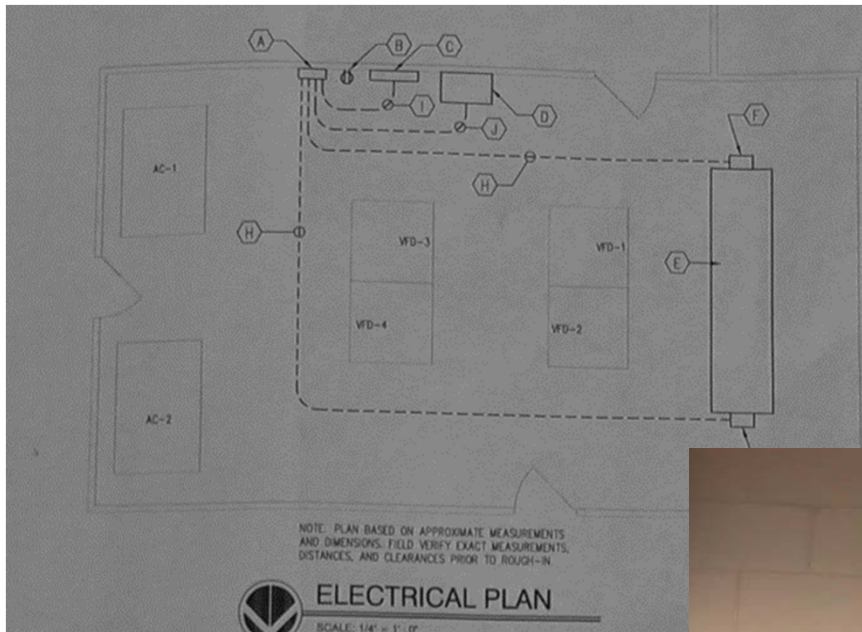 A
B
C
I
J
D
F
H
AC-1
H
VFD-3
VFD-1
E
VFD-4
VFD-2
AC-2
NOTE: PLAN BASED ON APPROXIMATE MEASUREMENTS
AND DIMENSIONS. FIELD VERIFY EXACT MEASUREMENTS,
DISTANCES, AND CLEARANCES PRIOR TO ROUGH-IN.
ELECTRICAL PLAN
SCALE: 1/4" = 1'-0"